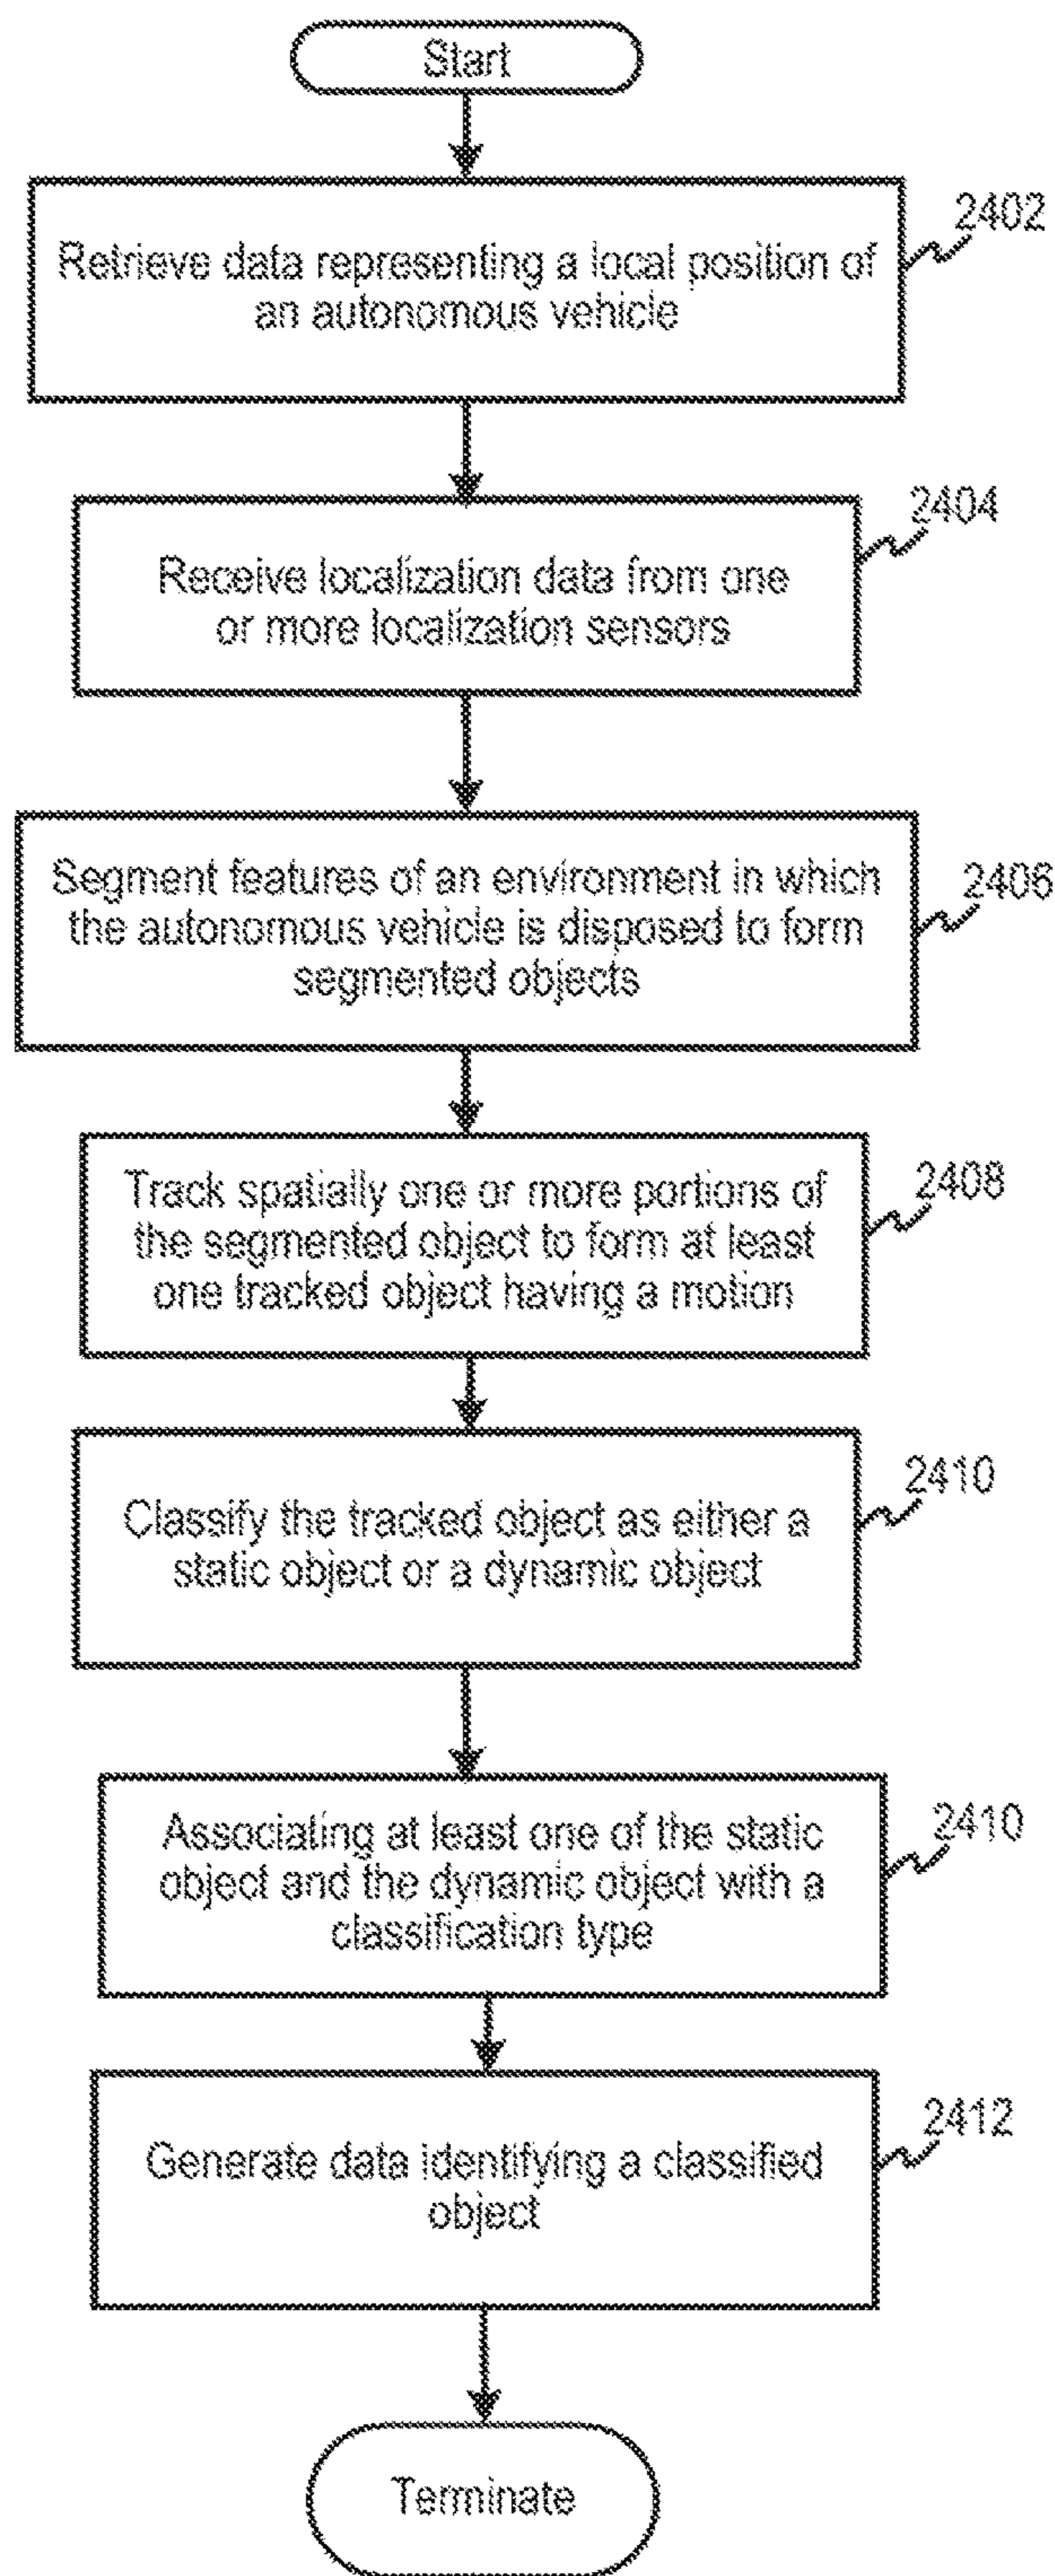 Start
2402
Retrieve data representing a local position of
an autonomous vehicle
2404
Receive localization data from one
or more localization sensors
2406
Segment features of an environment in which
the autonomous vehicle is disposed to form
segmented objects
2408
Track spatially one or more portions of
the segmented object to form at least
one tracked object having a motion
2410
Classify the tracked object as either a
static object or a dynamic object
2410
Associating at least one of the static
object and the dynamic object with a
classification type
2412
Generate data identifying a classified
object
Terminate